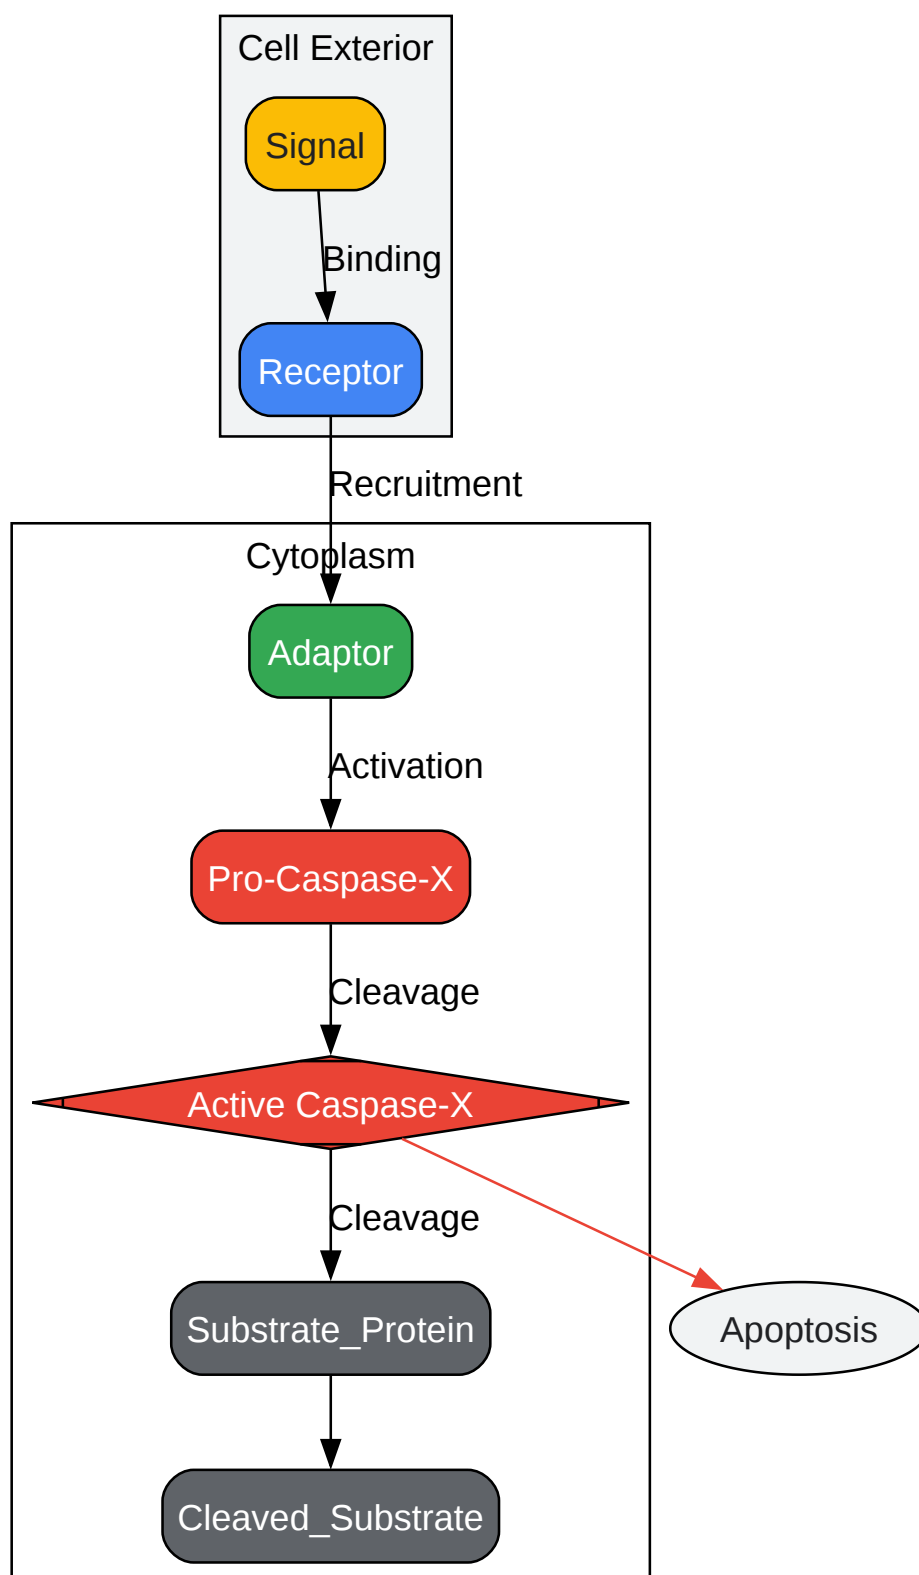 Cell Exterior
Signal
Binding
Receptor
Recruitment
Cytoplasm
Adaptor
Activation
Pro-Caspase-X
Cleavage
Active Caspase-X
Cleavage
Substrate_Protein
Apoptosis
Cleaved_Substrate